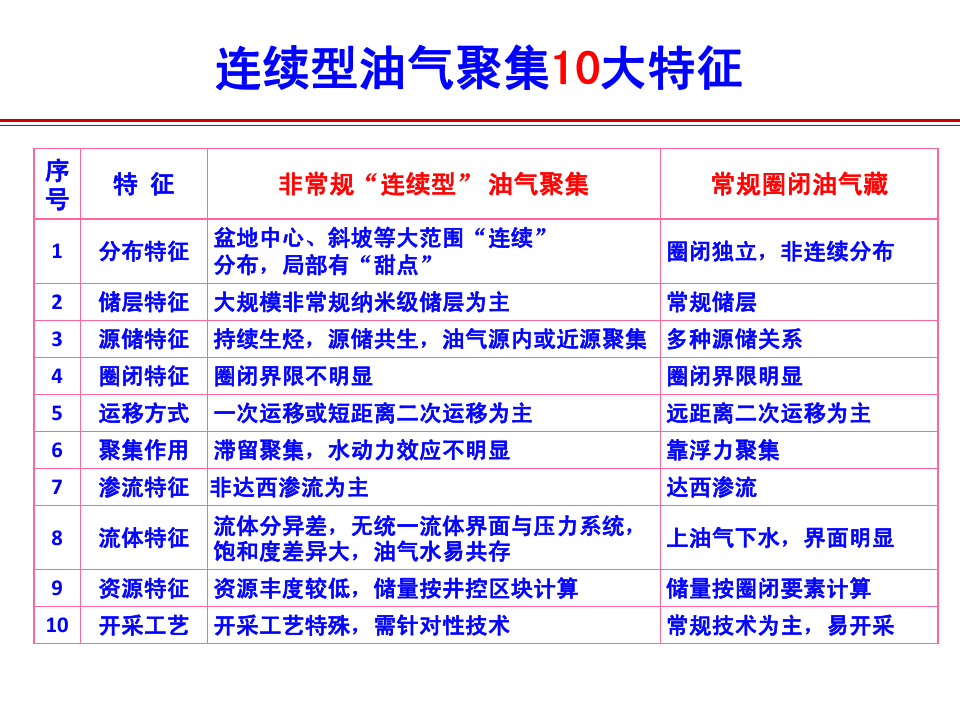 连续型油气聚集10大特征
序号 特 征 非常规“连续型” 油气聚集 常规圈闭油气藏
1 分布特征 盆地中心、斜坡等大范围“连续”
分布，局部有“甜点” 圈闭独立，非连续分布
2 储层特征 大规模非常规纳米级储层为主 常规储层
3 源储特征 持续生烃，源储共生，油气源内或近源聚集 多种源储关系
4 圈闭特征 圈闭界限不明显 圈闭界限明显
5 运移方式 一次运移或短距离二次运移为主 远距离二次运移为主
6 聚集作用 滞留聚集，水动力效应不明显 靠浮力聚集
7 渗流特征 非达西渗流为主 达西渗流
8 流体特征 流体分异差，无统一流体界面与压力系统，
饱和度差异大，油气水易共存 上油气下水，界面明显
9 资源特征 资源丰度较低，储量按井控区块计算 储量按圈闭要素计算
10 开采工艺 开采工艺特殊，需针对性技术 常规技术为主，易开采